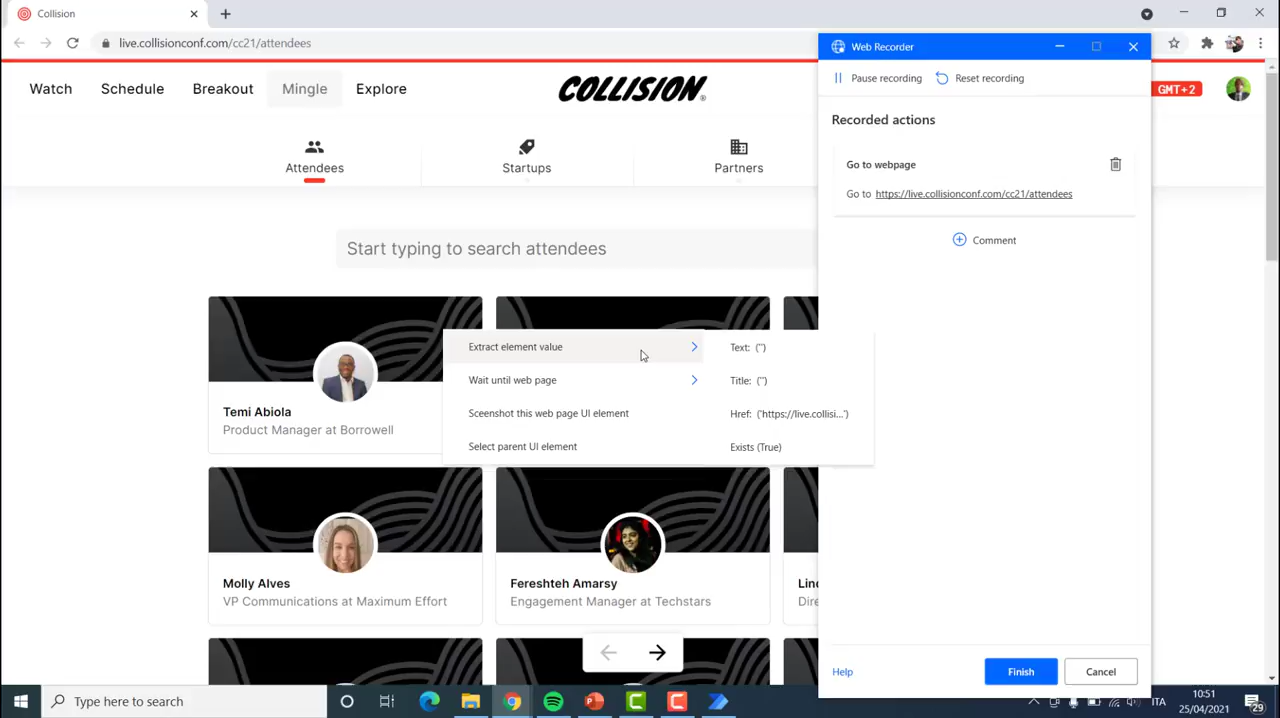 Collision
live.collisionconf.com/cc21/attendees
Watch
Schedule
Breakout
Mingle
Explore
COLLISION
GMT+2
Attendees
Startups
Partners
Start typing to search attendees
Temi Abiola
Product Manager at Borrowell
Extract element value
Wait until web page
Sceenshot this web page UI element
Select parent UI element
Text: ('')
Title: ('')
Href: ('https://live.collisi...')
Exists (True)
Molly Alves
VP Communications at Maximum Effort
Fereshteh Amarsy
Engagement Manager at Techstars
Lin
Dire
Web Recorder
Pause recording
Reset recording
Recorded actions
Go to webpage
Go to https://live.collisionconf.com/cc21/attendees
Comment
Help
Finish
Cancel
Type here to search
ITA
10:51
25/04/2021
29